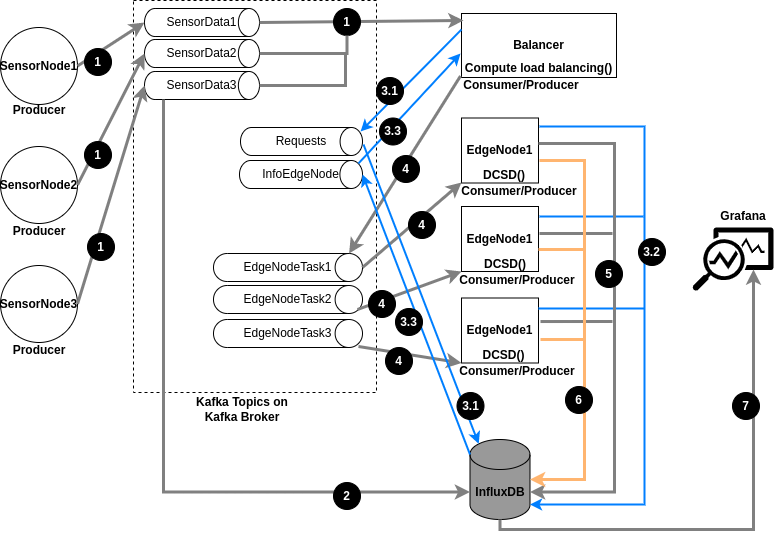 SensorNode1
Producer
SensorNode2
Producer
SensorNode3
Producer
1
1
1
SensorData1
SensorData2
SensorData3
1
Requests
InfoEdgeNode
EdgeNodeTask1
EdgeNodeTask2
EdgeNodeTask3
Kafka Topics on
Kafka Broker
Balancer
Compute load balancing()
Consumer/Producer
3.1
3.3
4
EdgeNode1
DCSD()
Consumer/Producer
4
EdgeNode1
DCSD()
Consumer/Producer
4
3.3
EdgeNode1
DCSD()
Consumer/Producer
4
3.1
3.2
5
6
2
InfluxDB
7
Grafana